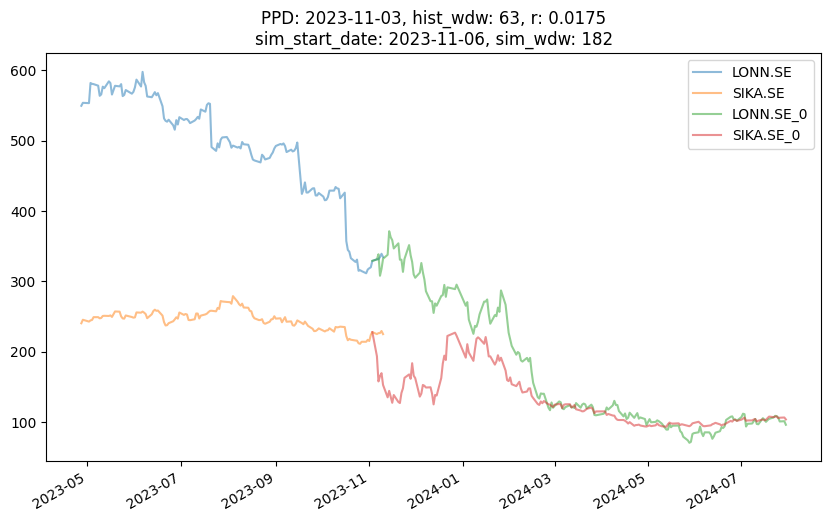 PPD: 2023-11-03, hist_wdw: 63, r: 0.0175
sim_start_date: 2023-11-06, sim_wdw: 182
LONN.SE
SIKA.SE
LONN.SE_0
SIKA.SE_0
600
500
400
300
200
100
2023-05
2023-07
2023-09
2023-11
2024-01
2024-03
2024-05
2024-07